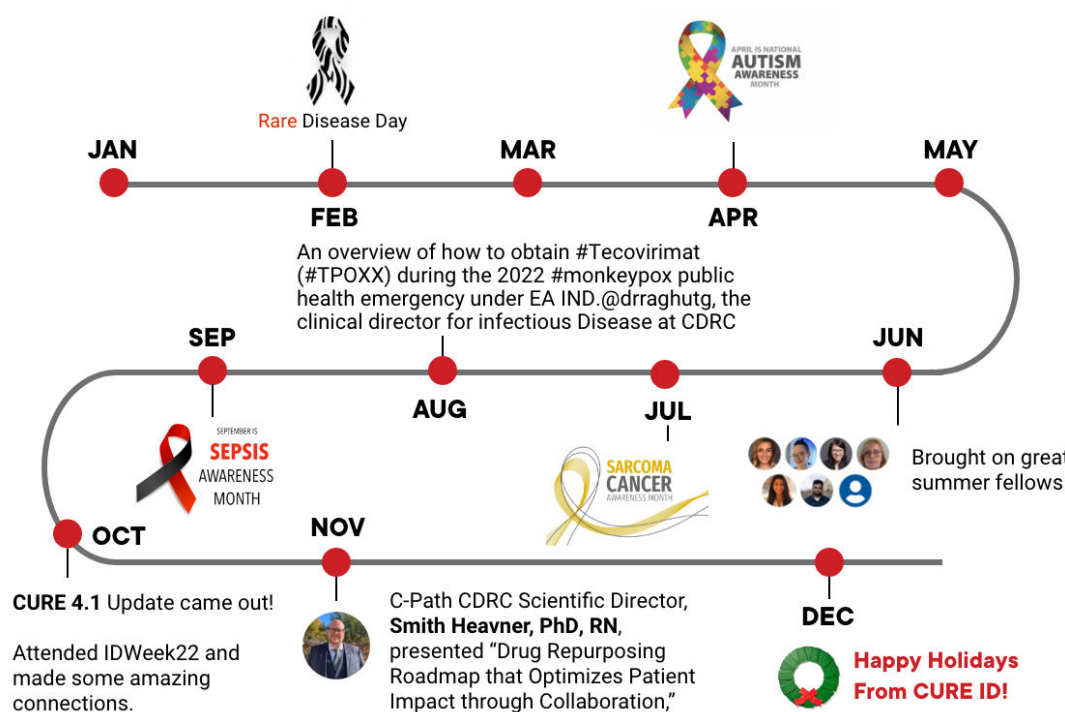 APRIL IS NATIONAL
AUTISM
AWARENESS
MONTH
Rare Disease Day
JAN
MAR
MAY
FEB
APR
An overview of how to obtain #Tecovirimat
(#TPOXX) during the 2022 #monkeypox public
health emergency under EA IND.@drraghutg, the
clinical director for infectious Disease at CDRC
SEP
JUN
AUG
JUL
SEPTEMBER IS
SEPSIS
AWARENESS
MONTH
SARCOMA
CANCER
AWARENESS MONTH
Brought on great
summer fellows
OCT
NOV
CURE 4.1 Update came out!
Attended IDWeek22 and
made some amazing
connections.
C-Path CDRC Scientific Director,
Smith Heavner, PhD, RN,
presented “Drug Repurposing
Roadmap that Optimizes Patient
Impact through Collaboration,”
DEC
Happy Holidays
From CURE ID!